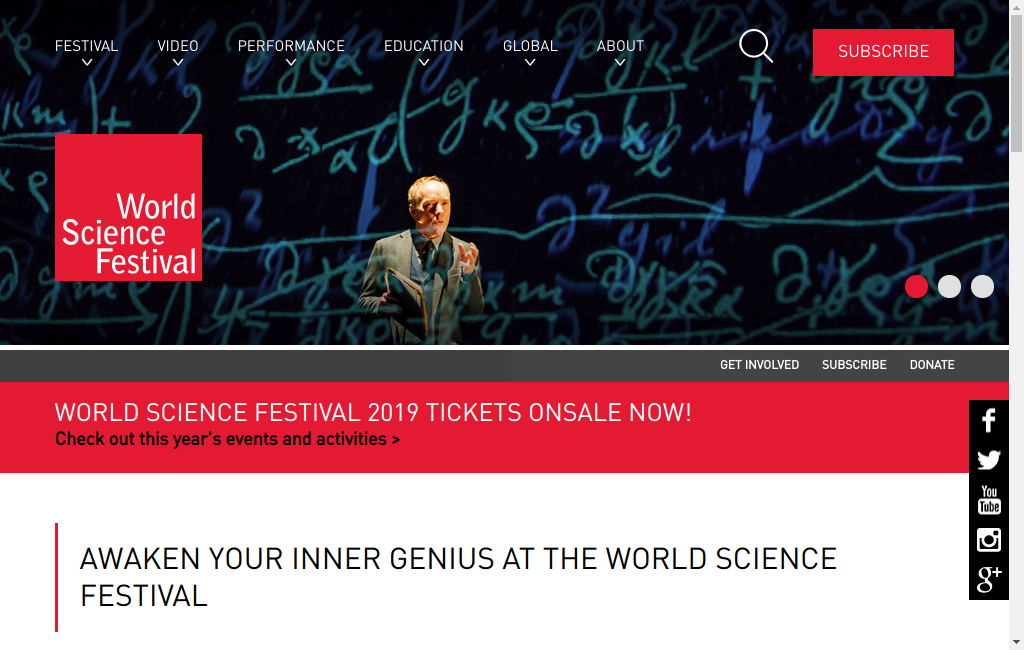 FESTIVAL VIDEO PERFORMANCE EDUCATION GLOBAL ABOUT
SUBSCRIBE
World
Science
Festival
GET INVOLVED SUBSCRIBE DONATE
WORLD SCIENCE FESTIVAL 2019 TICKETS ONSALE NOW!
Check out this year's events and activities >
You
Tube
g+
AWAKEN YOUR INNER GENIUS AT THE WORLD SCIENCE
FESTIVAL